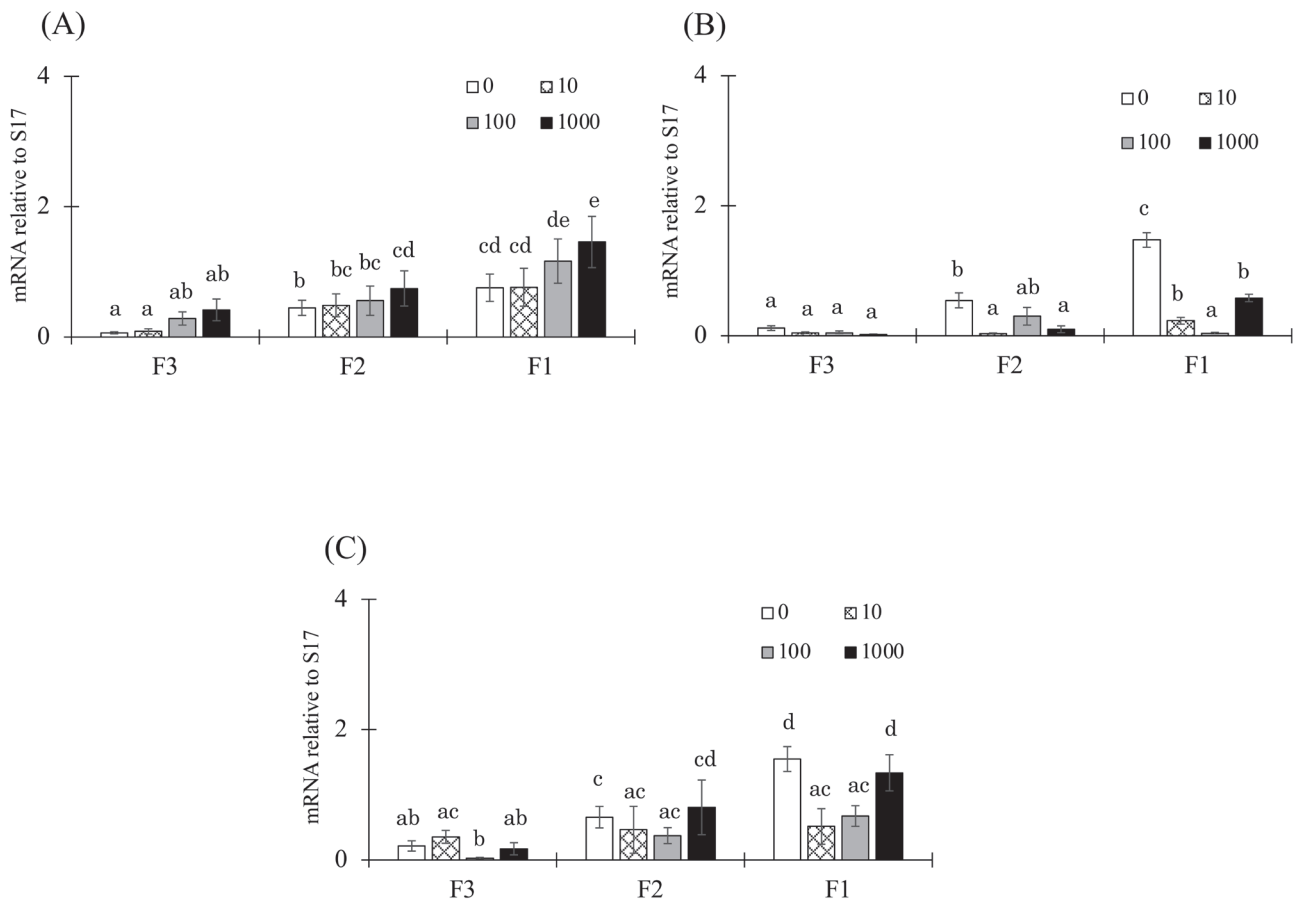 (A)
mRNA relative to S17
4
2
0
0 10
100 1000
a a ab ab
b bc bc cd
cd cd de e
F3 F2 F1
(B)
mRNA relative to S17
4
2
0
0 10
100 1000
a a a a
b a ab a
c b a b
F3 F2 F1
(C)
mRNA relative to S17
4
2
0
0 10
100 1000
ab ac b ab
c ac ac cd
d ac ac d
F3 F2 F1